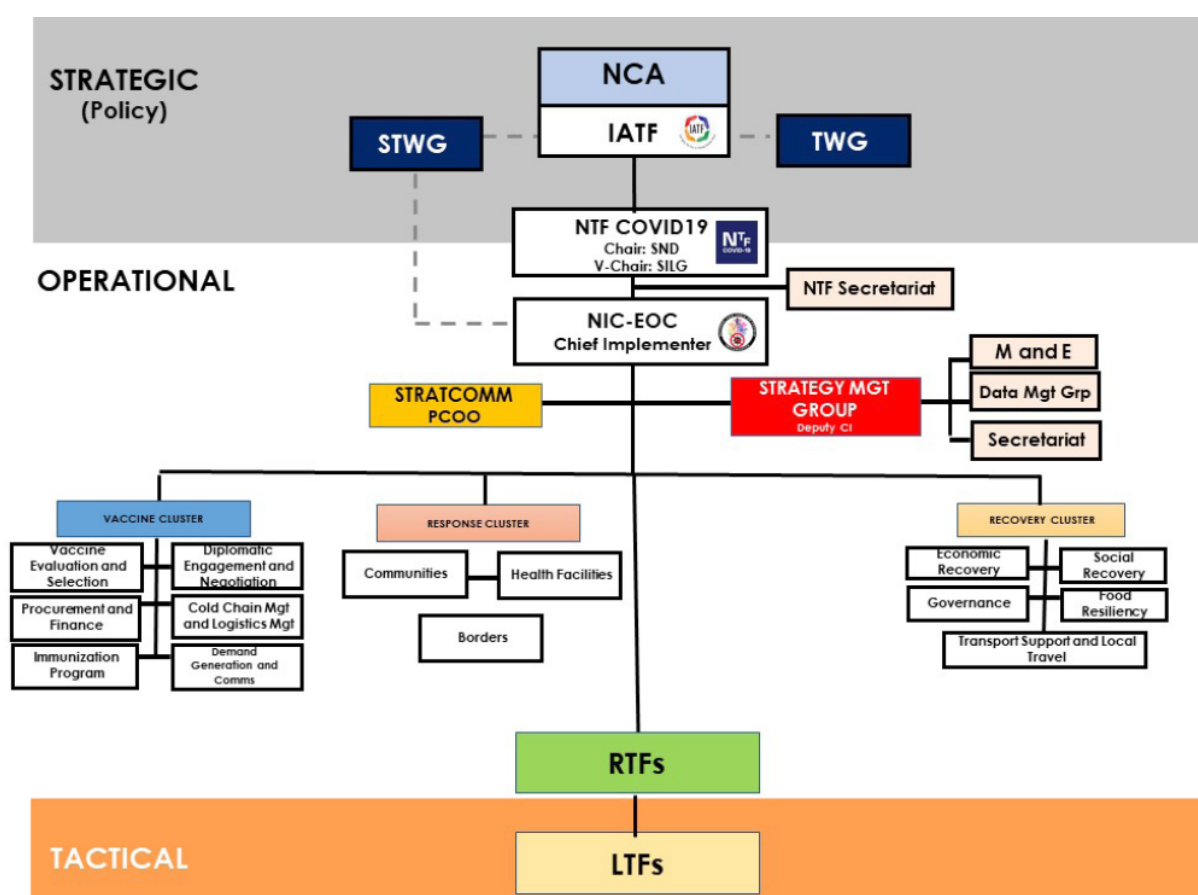 STRATEGIC
(Policy)
NCA
IATF
IATF
STWG
TWG
NTF COVID19
Chair: SND
V-Chair: SILG
NTF
COVID-19
OPERATIONAL
NTF Secretariat
NIC-EOC
Chief Implementer
STRATCOMM
PCOO
STRATEGY MGT
GROUP
Deputy CI
M and E
Data Mgt Grp
Secretariat
VACCINE CLUSTER
Vaccine
Evaluation and
Selection
Diplomatic
Engagement and
Negotiation
Procurement and
Finance
Cold Chain Mgt
and Logistics Mgt
Immunization
Program
Demand
Generation and
Comms
RESPONSE CLUSTER
Communities
Health Facilities
Borders
RECOVERY CLUSTER
Economic
Recovery
Social
Recovery
Governance
Food
Resiliency
Transport Support and Local
Travel
RTFs
TACTICAL
LTFs